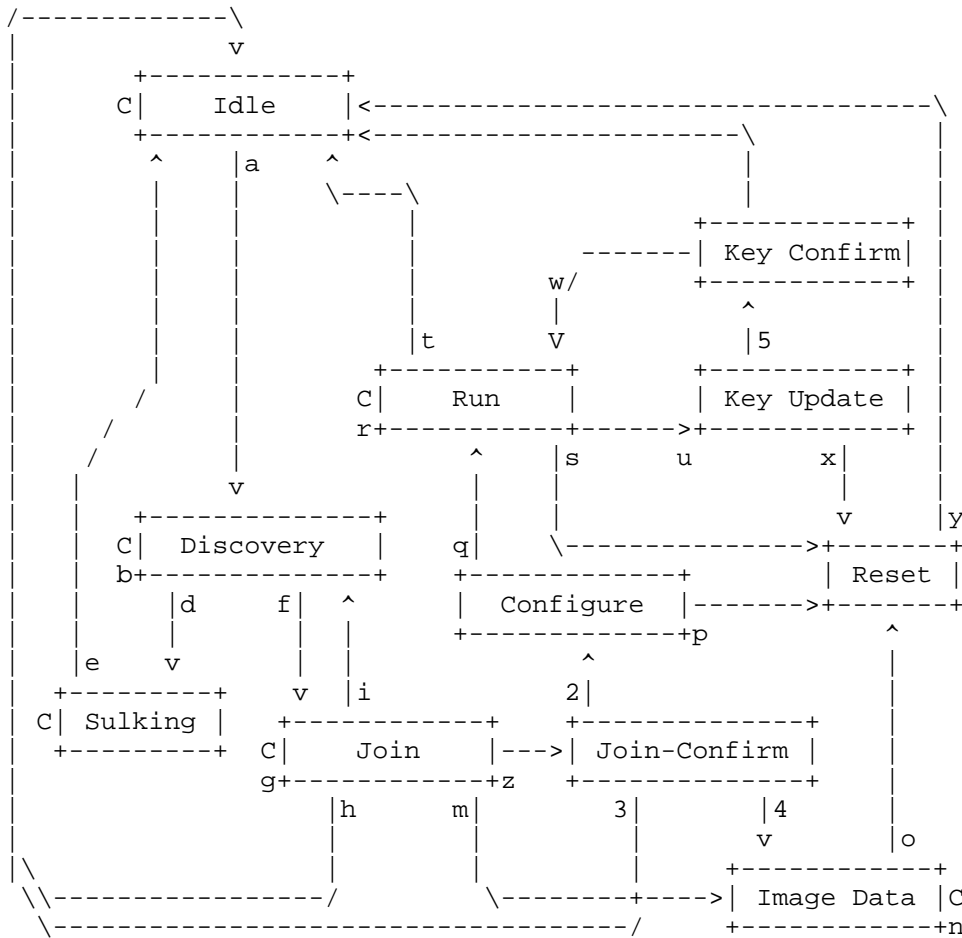 /-------------\
|             v
|       +------------+
|      C|    Idle    |<-----------------------------------\
|       +------------+<-----------------------\           |
|        ^    |a    ^                         |           |
|        |    |     \----\                    |           |
|        |    |          |                 +------------+ |
|        |    |          |          -------| Key Confirm| |
|        |    |          |        w/       +------------+ |
|        |    |          |        |           ^           |
|        |    |          |t       V           |5          |
|        |    |        +-----------+       +------------+ |
|       /     |       C|    Run    |       | Key Update | |
|     /       |       r+-----------+------>+------------+ |
|    /        |             ^    |s      u        x|     |
|   |         v             |    |                 |     |
|   |   +--------------+    |    |                 v     |y
|   |  C|  Discovery   |   q|    \--------------->+-------+
|   |  b+--------------+   +-------------+       | Reset |
|   |     |d     f|  ^     |  Configure  |------->+-------+
|   |     |       |  |     +-------------+p           ^
|   |e    v       |  |            ^                  |
|  +---------+    v  |i          2|                  |
| C| Sulking |   +------------+    +--------------+   |
|  +---------+  C|    Join    |--->| Join-Confirm |   |
|               g+------------+z   +--------------+   |
|                  |h      m|         3|       |4     |
|                  |        |          |       v      |o
|\                 |        |          |     +------------+
\ \----------------/         \---------+---->| Image Data |C
 \------------------------------------/      +------------+n